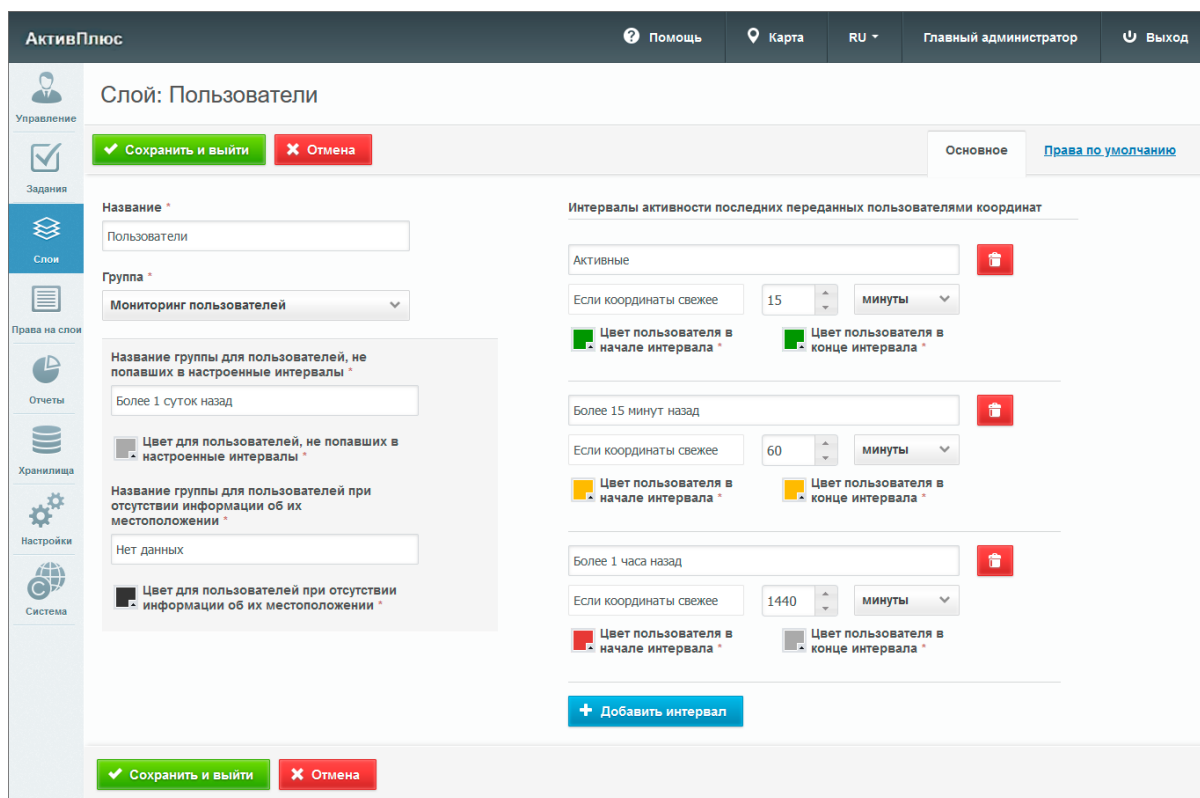 АктивПлюс
Помощь
Карта
RU
Главный администратор
Выход
Управление
Задания
Слои
Права на слои
Отчеты
Хранилища
Настройки
Система
Слой: Пользователи
Сохранить и выйти
Отмена
Основное
Права по умолчанию
Название *
Пользователи
Группа *
Мониторинг пользователей
Название группы для пользователей, не
попавших в настроенные интервалы *
Более 1 суток назад
Цвет для пользователей, не попавших в
настроенные интервалы *
Название группы для пользователей при
отсутствии информации об их
местоположении *
Нет данных
Цвет для пользователей при отсутствии
информации об их местоположении *
Интервалы активности последних переданных пользователями координат
Активные
Если координаты свежее
15
минуты
Цвет пользователя в
начале интервала *
Цвет пользователя в
конце интервала *
Более 15 минут назад
Если координаты свежее
60
минуты
Цвет пользователя в
начале интервала *
Цвет пользователя в
конце интервала *
Более 1 часа назад
Если координаты свежее
1440
минуты
Цвет пользователя в
начале интервала *
Цвет пользователя в
конце интервала *
Добавить интервал
Сохранить и выйти
Отмена